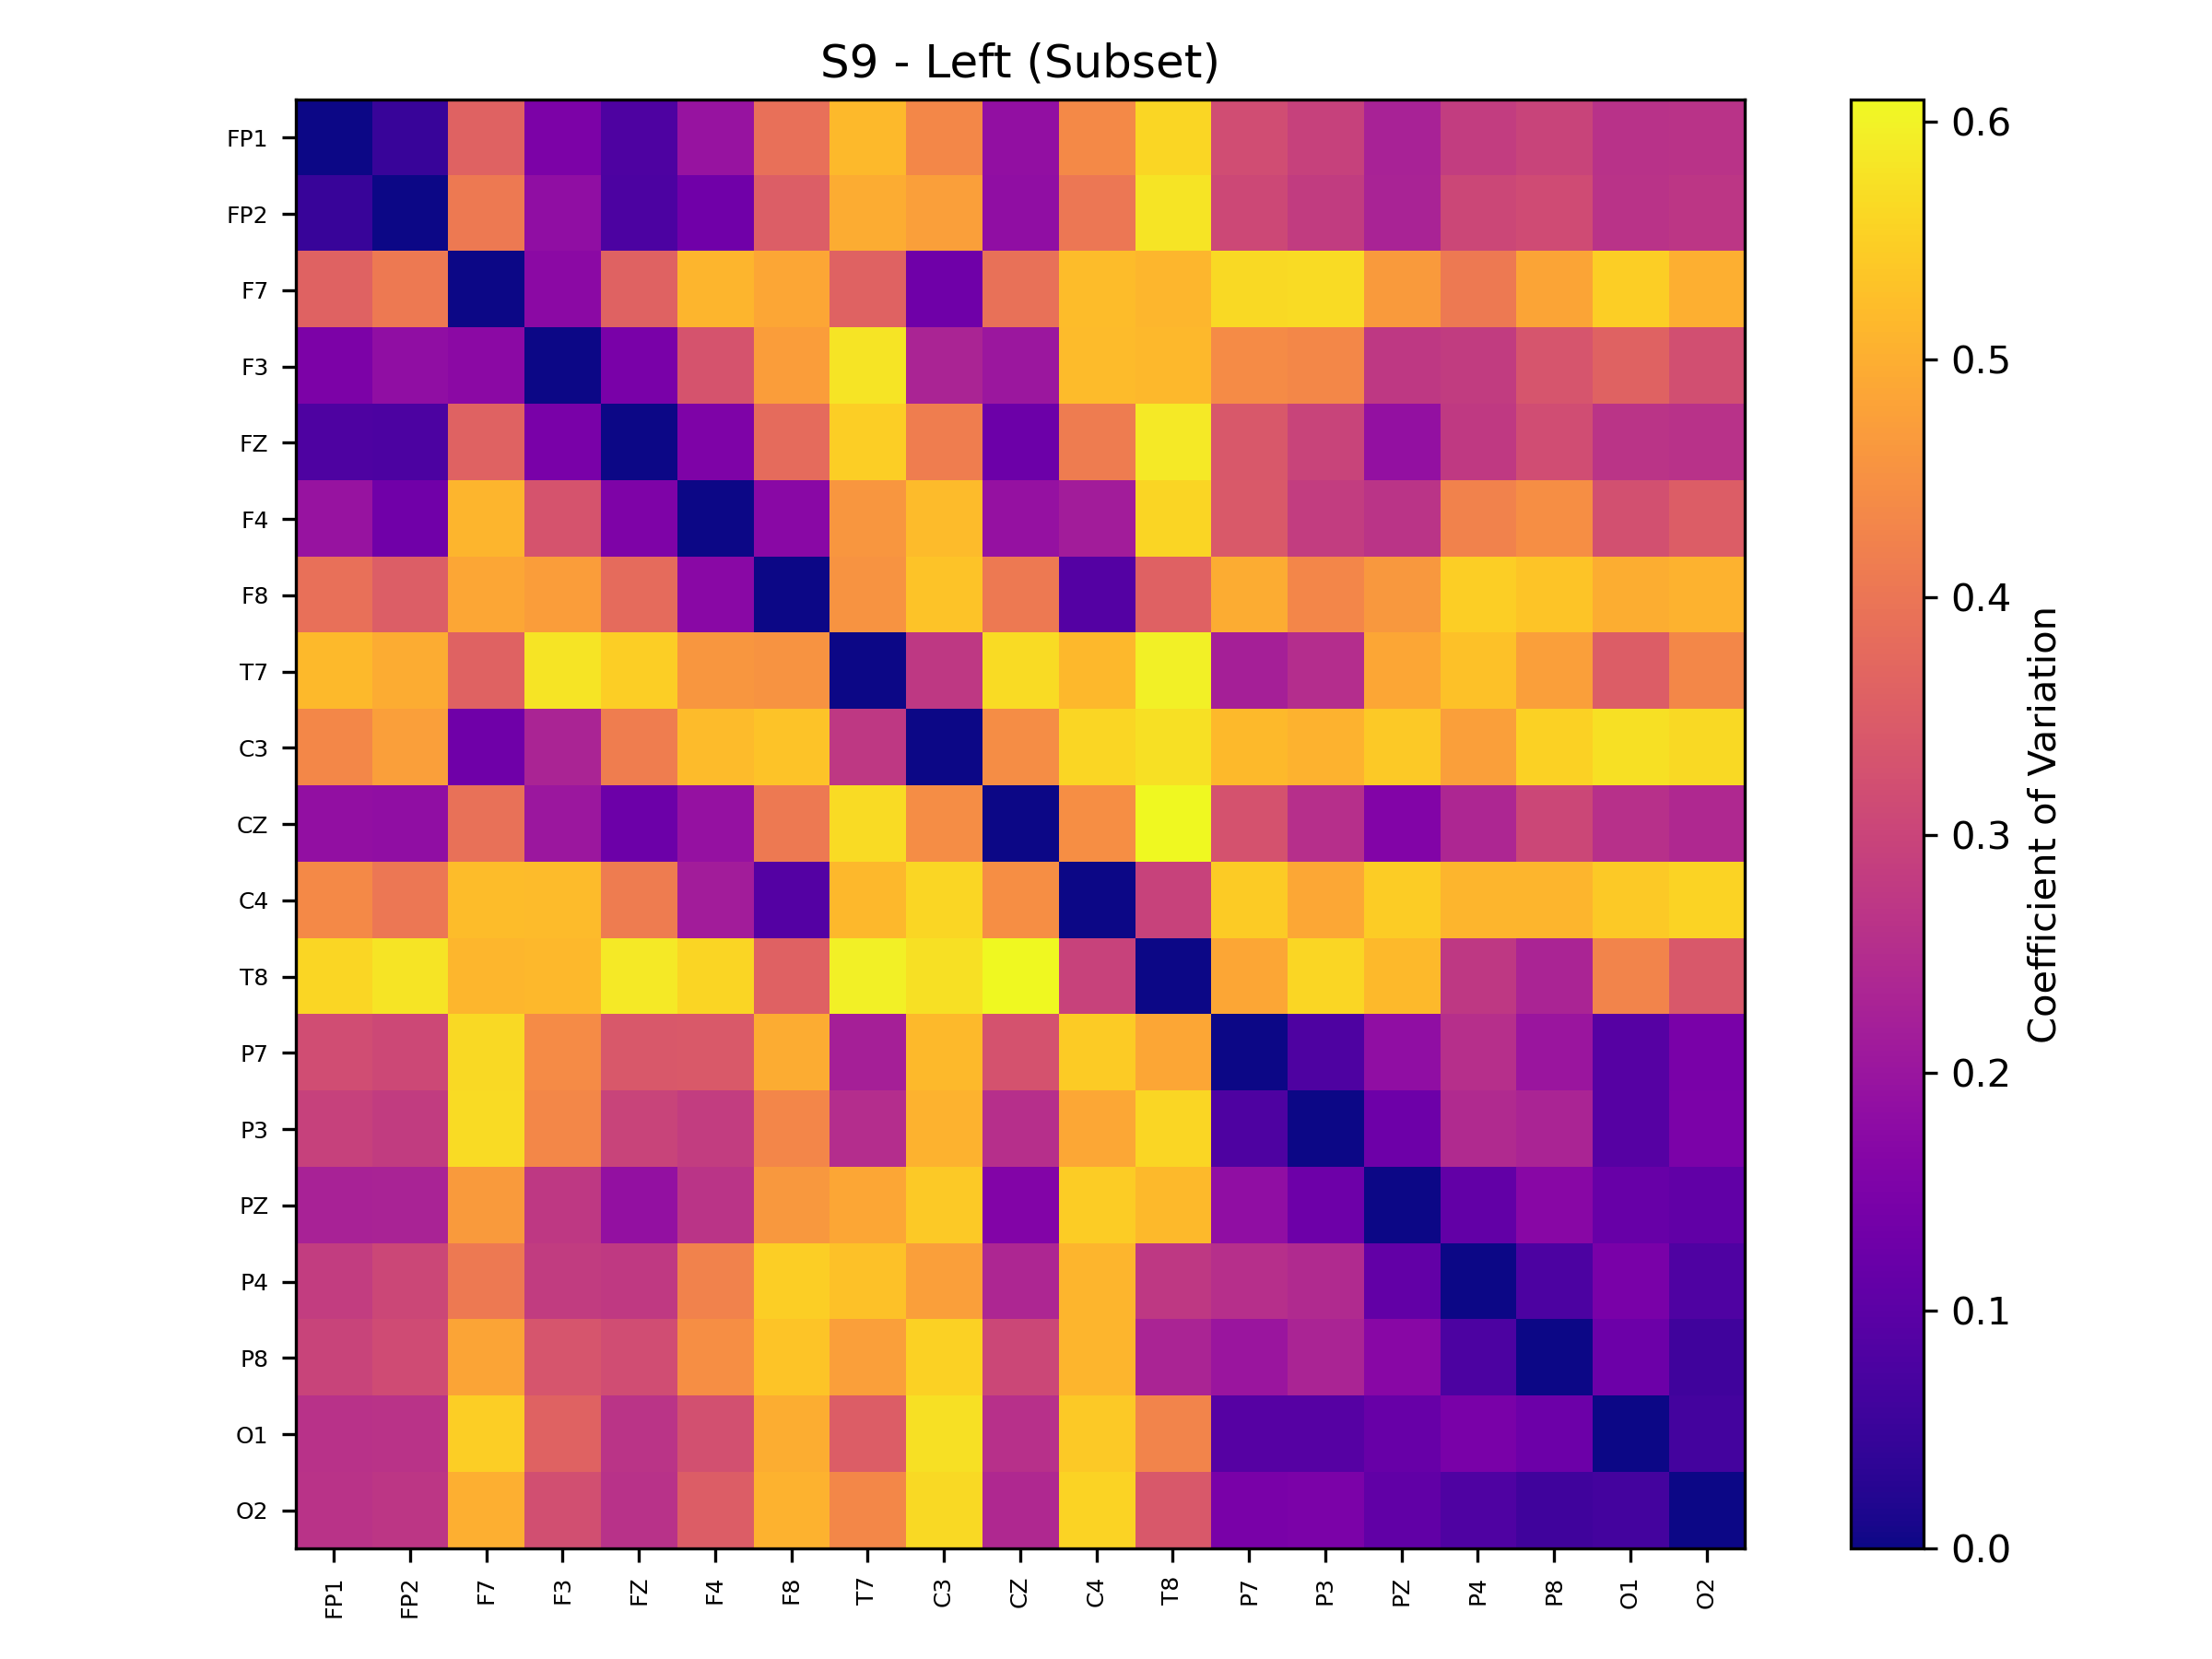 S9 - Left (Subset)
FP1
FP2
F7
F3
FZ
F4
F8
T7
C3
CZ
C4
T8
P7
P3
PZ
P4
P8
O1
O2
FP1 FP2 F7 F3 FZ F4 F8 T7 C3 CZ C4 T8 P7 P3 PZ P4 P8 O1 O2
0.6
0.5
0.4
0.3
0.2
0.1
0.0
Coefficient of Variation